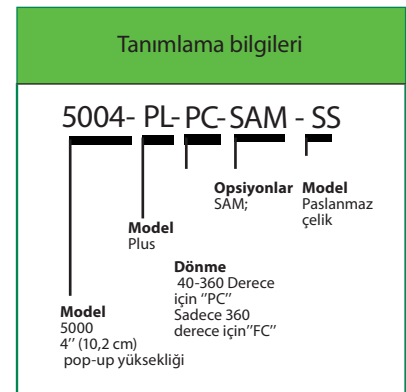 Tanımlama bilgileri
5004- PL- PC- SAM - SS
Opsiyonlar
SAM;
Model
Paslanmaz
çelik
Model
Plus
Dönme
40-360 Derece
için ‘’PC’’
Sadece 360
derece için‘’FC’’
Model
5000
4’’ (10,2 cm)
pop-up yüksekliği